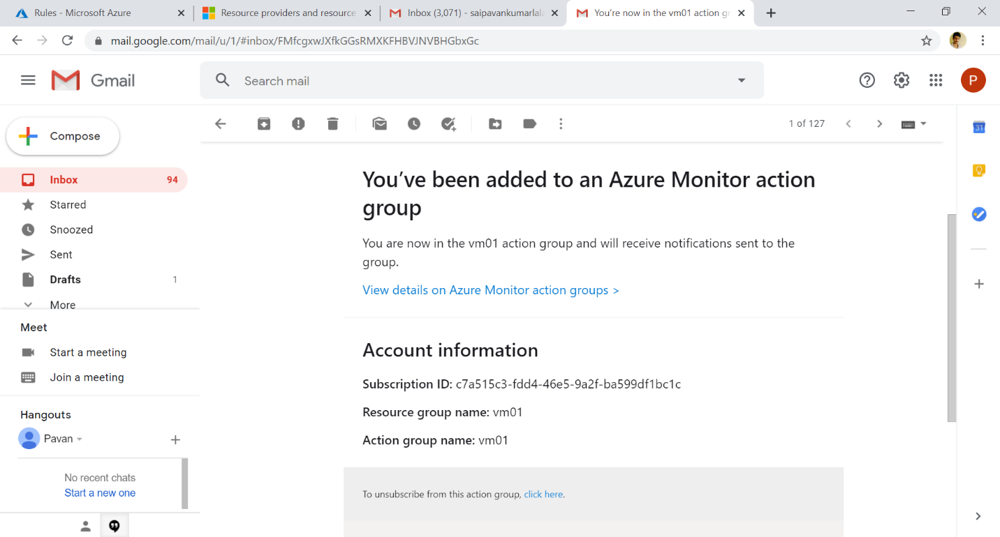 Rules - Microsoft Azure
Resource providers and resource
Inbox (3,071) - saipavankumarlal
You're now in the vm01 action gr
mail.google.com/mail/u/1/#inbox/FMfcgxwJXfkGGsRMXKFHBVJNVBHGbxGc
Gmail
Search mail
P
Compose
1 of 127
31
Inbox 94
Starred
Snoozed
Sent
Drafts 1
More
Meet
Start a meeting
Join a meeting
Hangouts
Pavan
No recent chats
Start a new one
You’ve been added to an Azure Monitor action
group
You are now in the vm01 action group and will receive notifications sent to the
group.
View details on Azure Monitor action groups >
Account information
Subscription ID: c7a515c3-fdd4-46e5-9a2f-ba599df1bc1c
Resource group name: vm01
Action group name: vm01
To unsubscribe from this action group, click here.